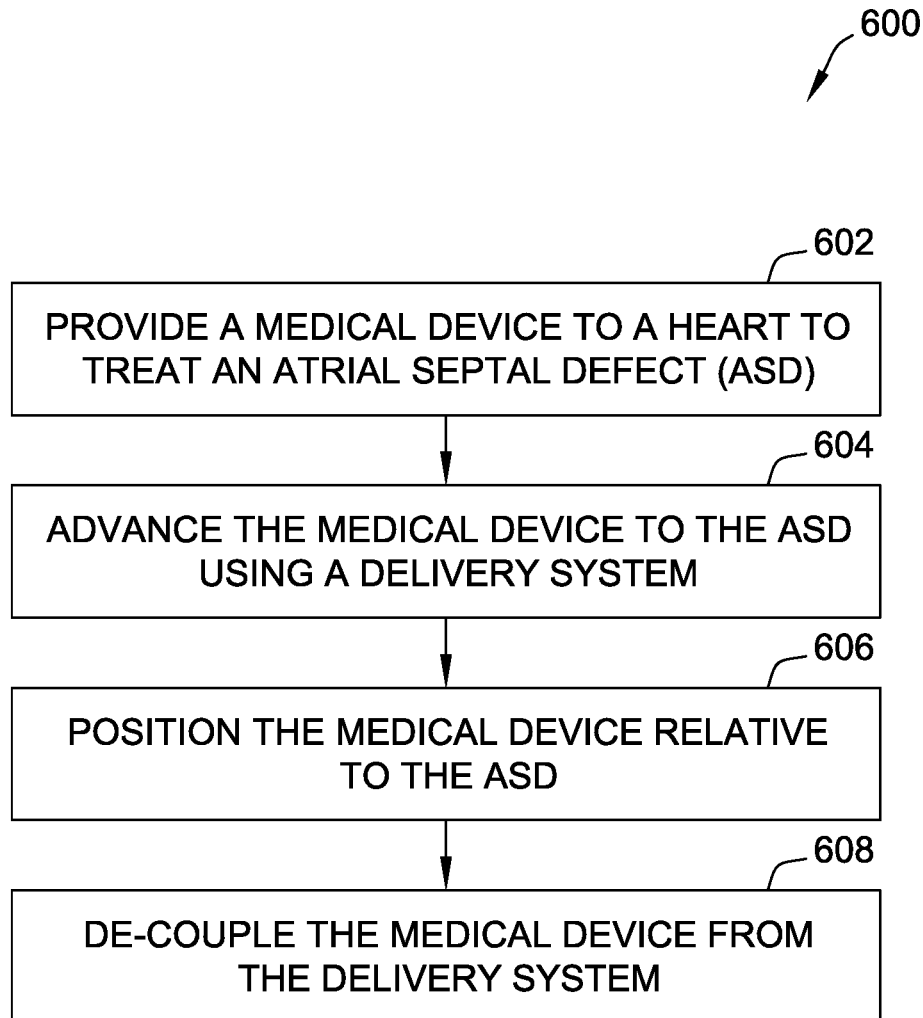 600
602
PROVIDE A MEDICAL DEVICE TO A HEART TO
TREAT AN ATRIAL SEPTAL DEFECT (ASD)
604
ADVANCE THE MEDICAL DEVICE TO THE ASD
USING A DELIVERY SYSTEM
606
POSITION THE MEDICAL DEVICE RELATIVE
TO THE ASD
608
DE-COUPLE THE MEDICAL DEVICE FROM
THE DELIVERY SYSTEM